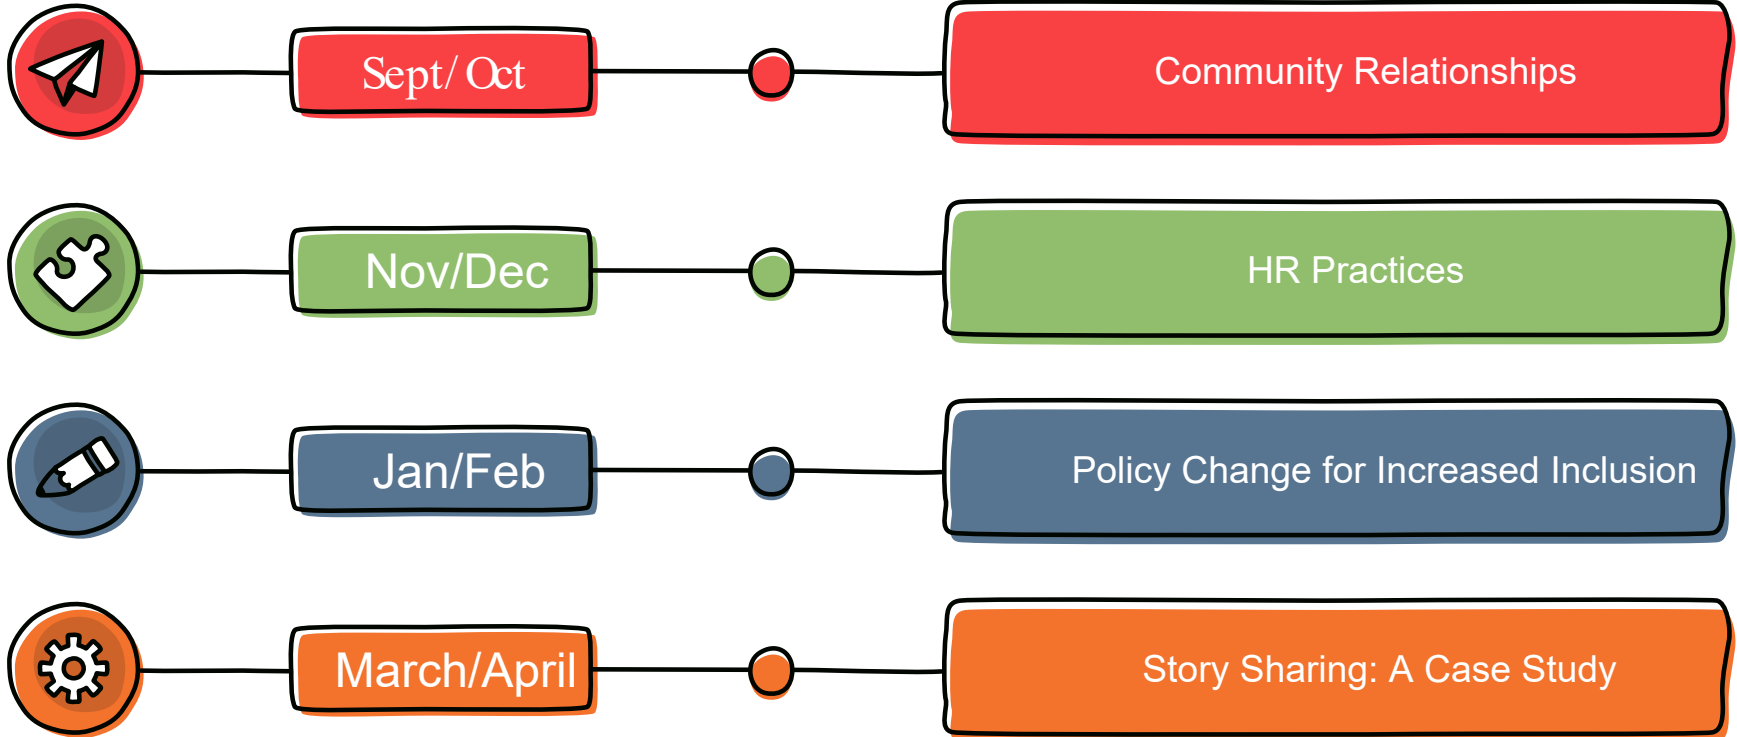 Sept/ Oct
Community Relationships
Nov/Dec
HR Practices
Jan/Feb
Policy Change for Increased Inclusion
March/April
Story Sharing: A Case Study